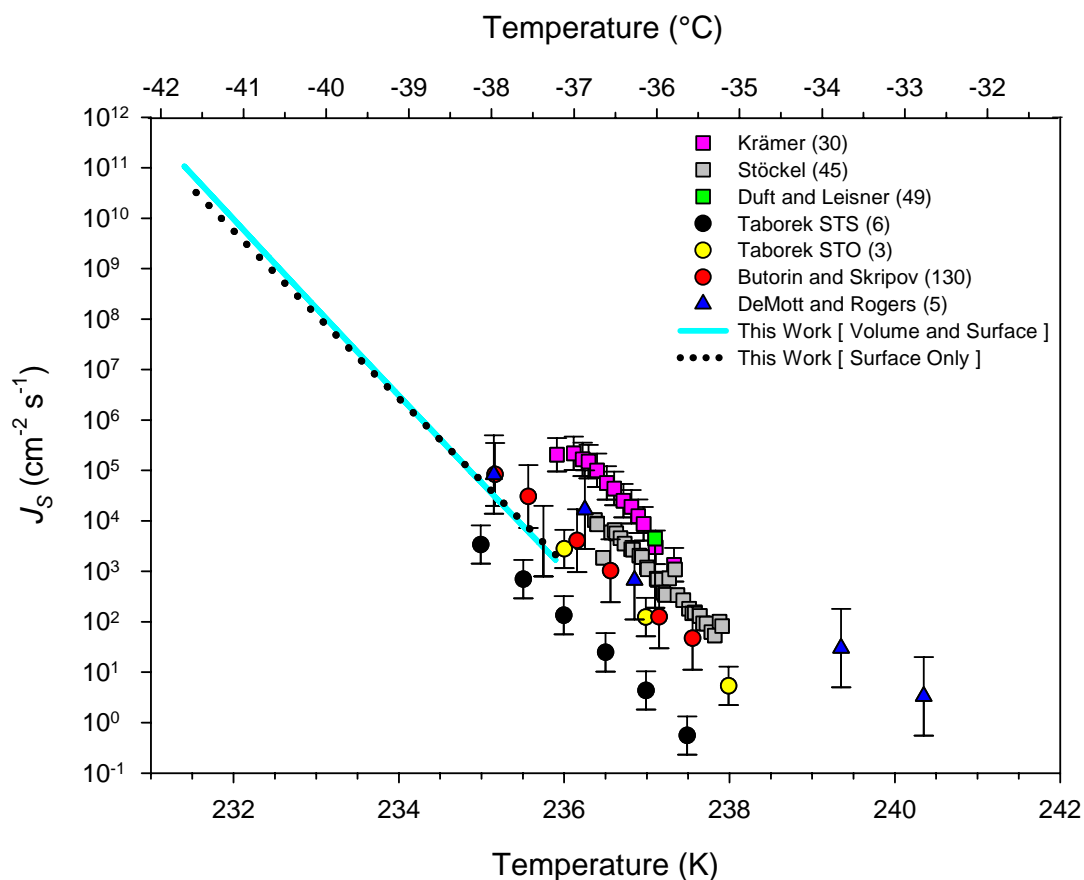 Temperature (°C)
-42 -41 -40 -39 -38 -37 -36 -35 -34 -33 -32
10¹²
10¹¹
10¹⁰
10⁹
10⁸
10⁷
10⁶
10⁵
10⁴
10³
10²
10¹
10⁰
10⁻¹
J_S (cm⁻² s⁻¹)
Krämer (30)
Stöckel (45)
Duft and Leisner (49)
Taborek STS (6)
Taborek STO (3)
Butorin and Skripov (130)
DeMott and Rogers (5)
This Work [ Volume and Surface ]
This Work [ Surface Only ]
232 234 236 238 240 242
Temperature (K)